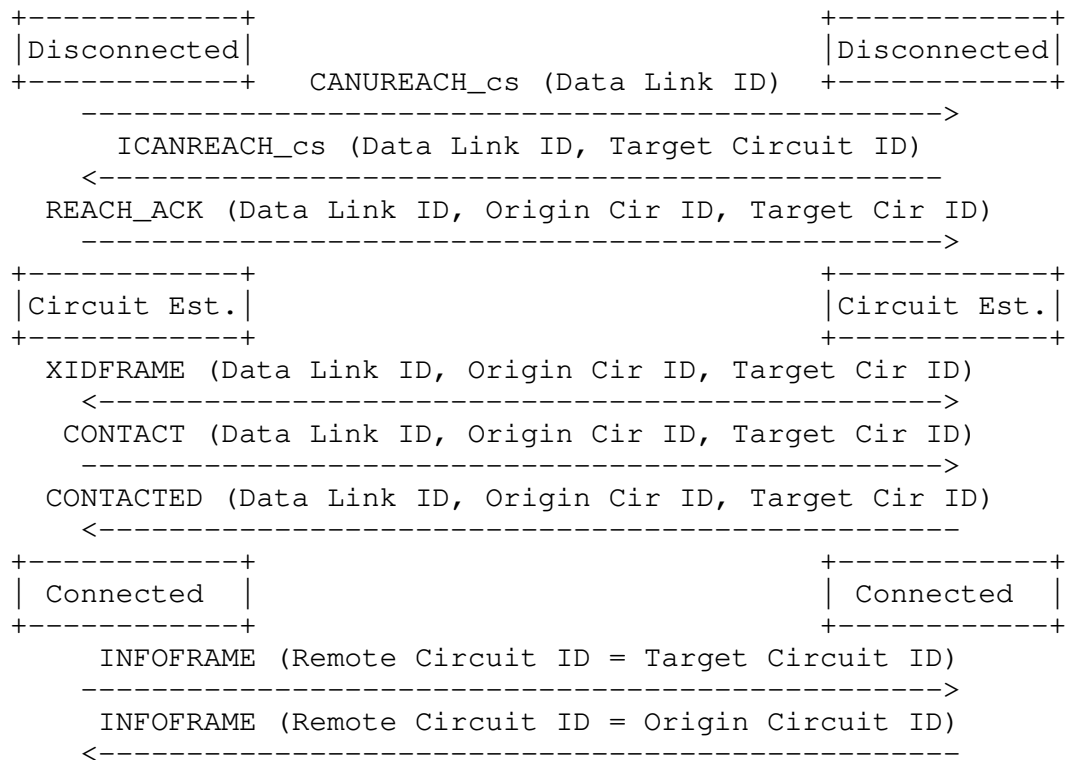 +------------+                                +------------+
|Disconnected|                                |Disconnected|
+------------+   CANUREACH_cs (Data Link ID)  +------------+
    ------------------------------------------------->
      ICANREACH_cs (Data Link ID, Target Circuit ID)
    <------------------------------------------------
  REACH_ACK (Data Link ID, Origin Cir ID, Target Cir ID)
    ------------------------------------------------->
+------------+                                +------------+
|Circuit Est.|                                |Circuit Est.|
+------------+                                +------------+
  XIDFRAME (Data Link ID, Origin Cir ID, Target Cir ID)
    <------------------------------------------------>
   CONTACT (Data Link ID, Origin Cir ID, Target Cir ID)
    ------------------------------------------------->
  CONTACTED (Data Link ID, Origin Cir ID, Target Cir ID)
    <-------------------------------------------------
+------------+                                +------------+
| Connected  |                                | Connected  |
+------------+                                +------------+
     INFOFRAME (Remote Circuit ID = Target Circuit ID)
    ------------------------------------------------->
     INFOFRAME (Remote Circuit ID = Origin Circuit ID)
    <-------------------------------------------------